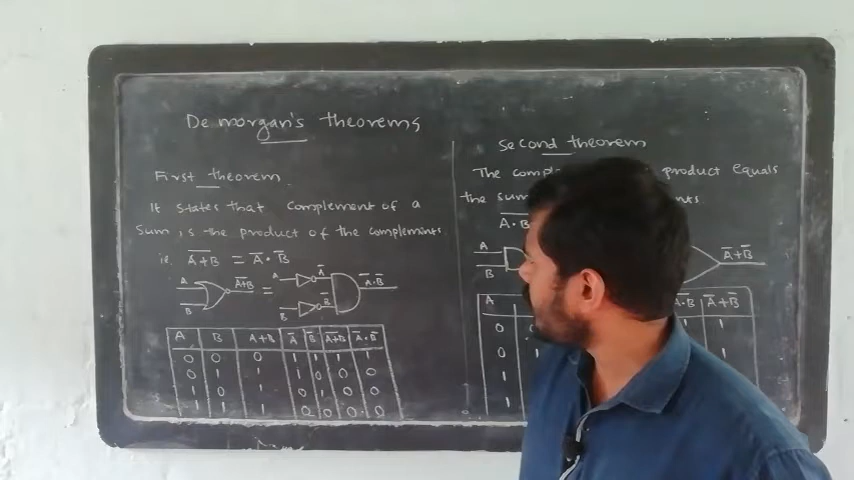 De morgan's theorems
First theorem
It states that complement of a
sum, is the product of the complements.
i.e. A̅+̅B̅ = A̅ · B̅
A
B
A̅+̅B̅
=
A
A̅
B
B̅
A̅·B̅
A B A+B A̅ B̅ A̅+̅B̅ A̅·B̅
0 0 0 1 1 1 1
0 1 1 1 0 0 0
1 0 1 0 1 0 0
1 1 1 0 0 0 0
Second theorem
The product equals
the sum
A · B
A
B
A̅+B̅
A A̅+B̅
0 1
0 1
1
1